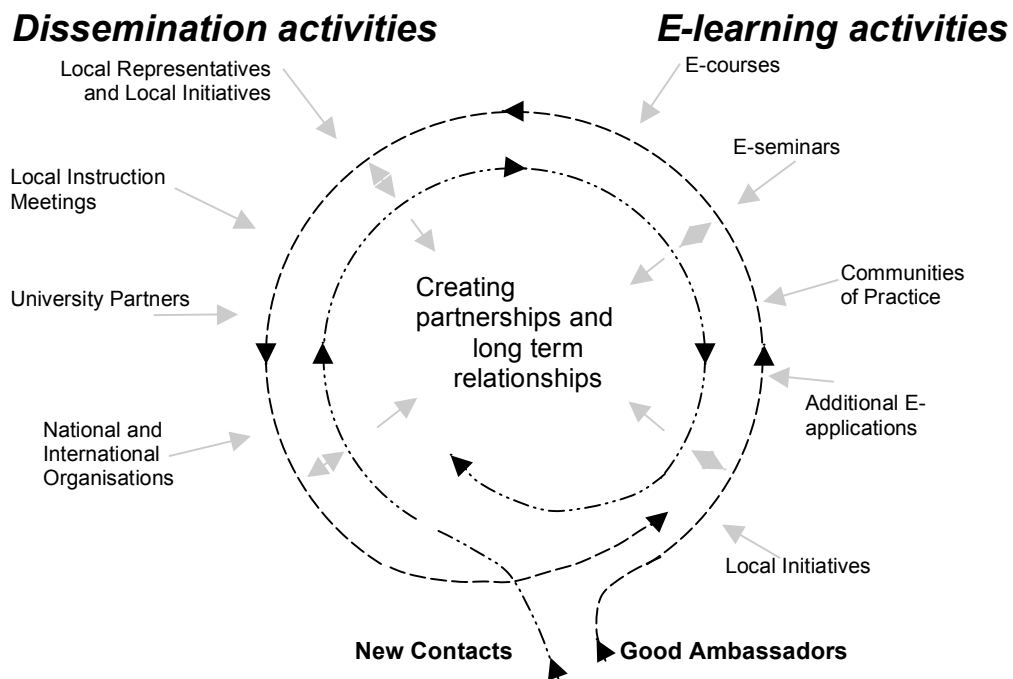 Dissemination activities
E-learning activities
Local Representatives
and Local Initiatives
Local Instruction
Meetings
University Partners
National and
International
Organisations
E-courses
E-seminars
Communities
of Practice
Additional E-
applications
Local Initiatives
Creating
partnerships and
long term
relationships
New Contacts
Good Ambassadors